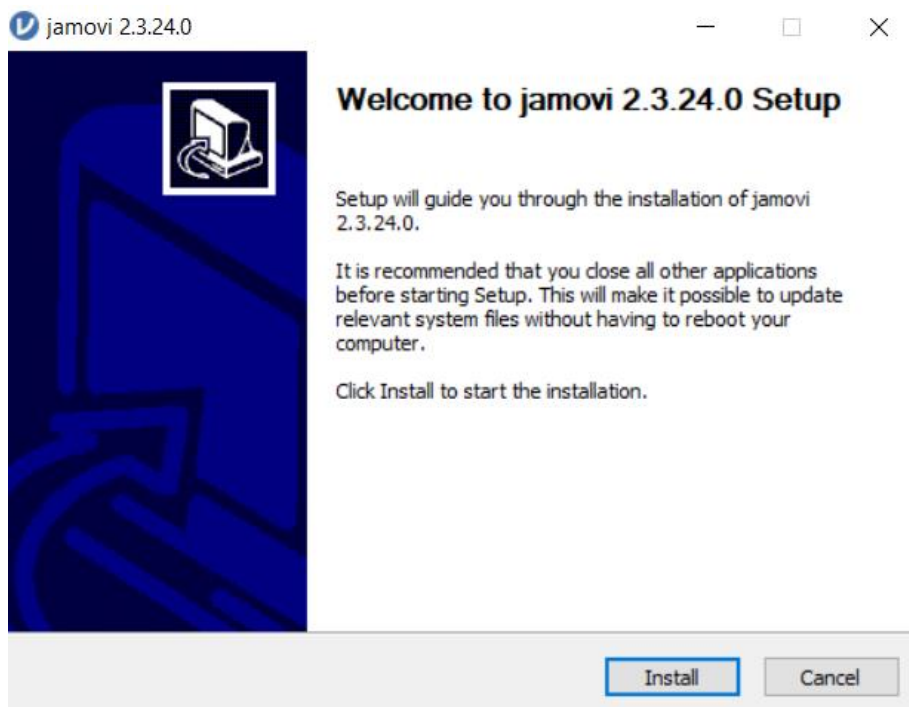 jamovi 2.3.24.0
Welcome to jamovi 2.3.24.0 Setup
Setup will guide you through the installation of jamovi
2.3.24.0.
It is recommended that you close all other applications
before starting Setup. This will make it possible to update
relevant system files without having to reboot your
computer.
Click Install to start the installation.
Install
Cancel